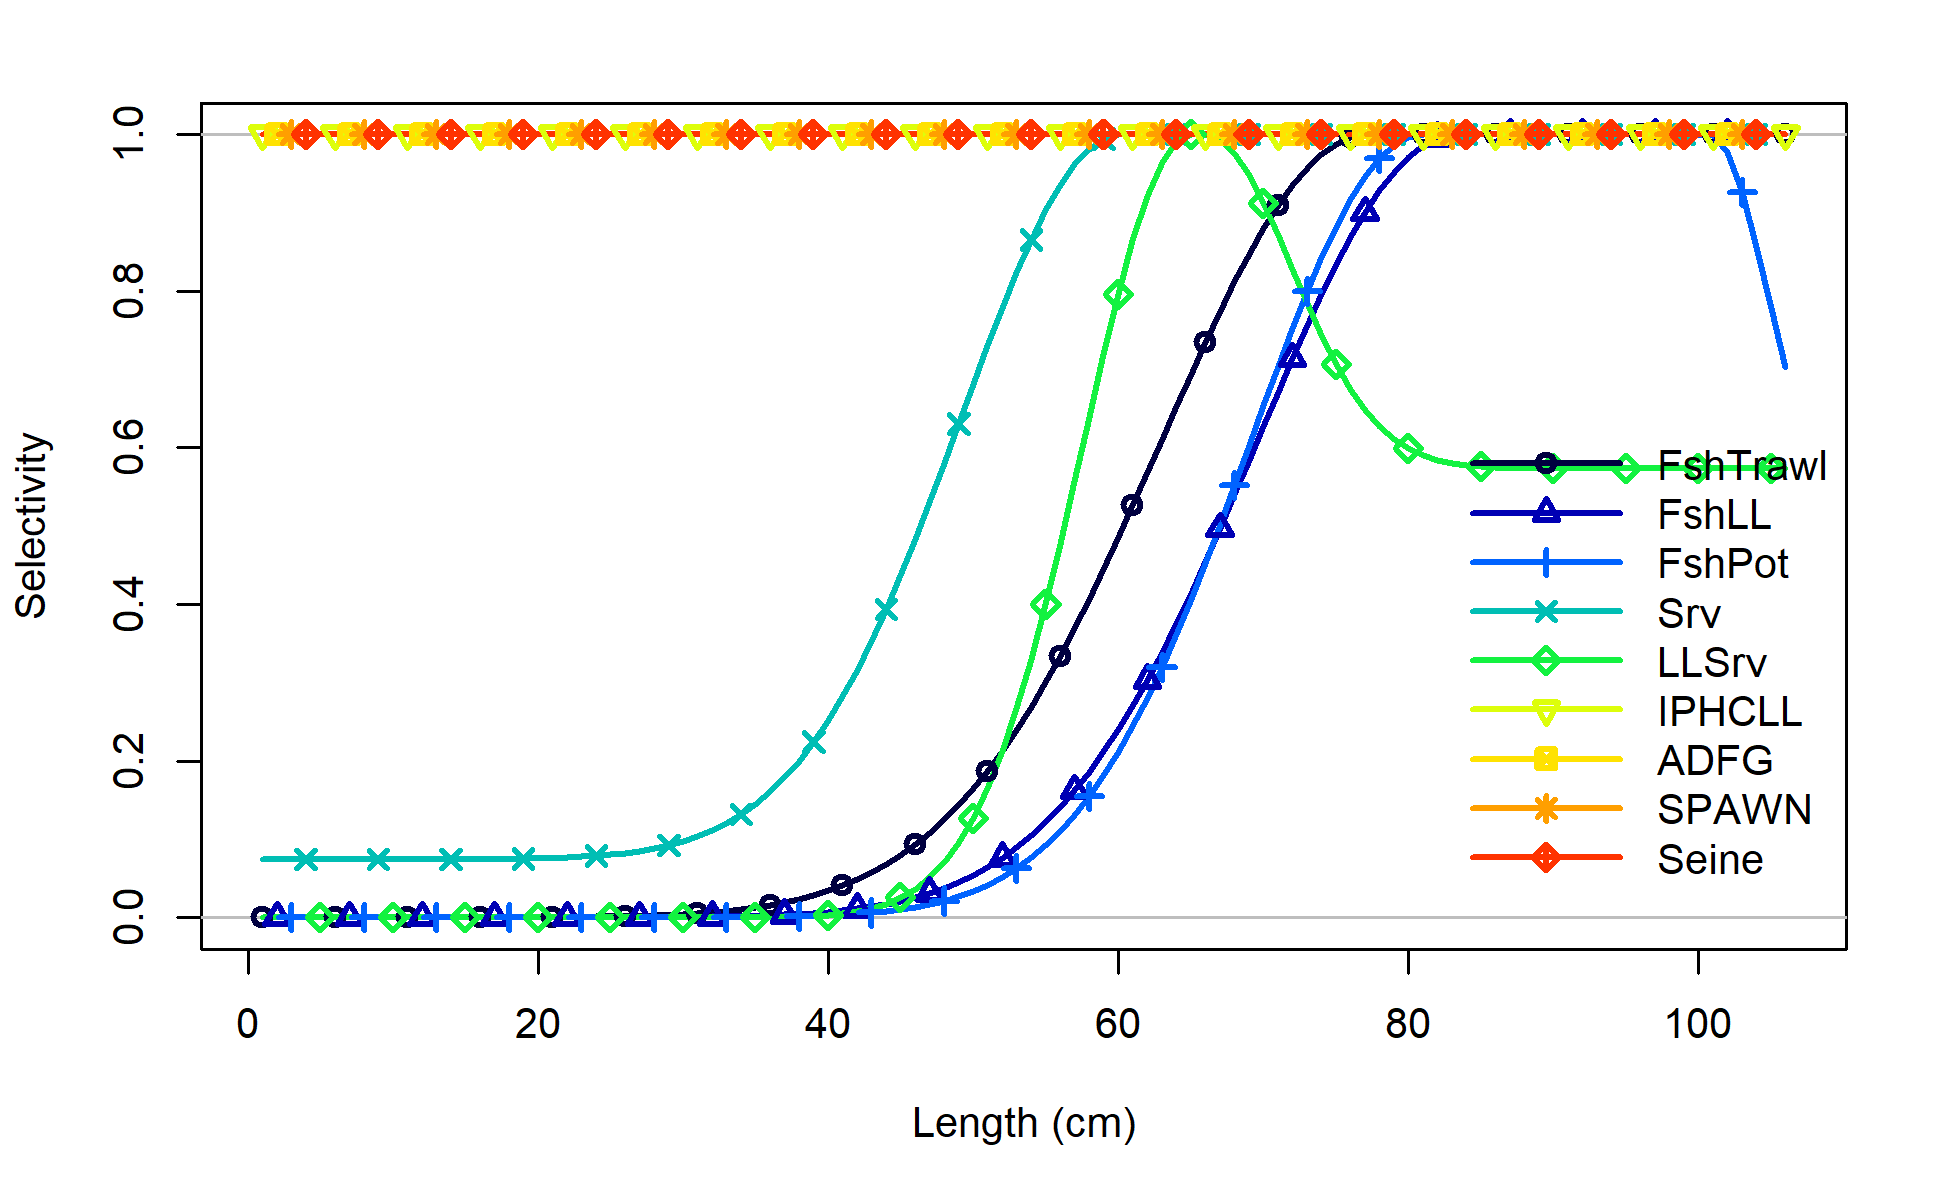 1.0
0.8
0.6
0.4
0.2
0.0
Selectivity
FshTrawl
FshLL
FshPot
Srv
LLSrv
IPHCLL
ADFG
SPAWN
Seine
0 20 40 60 80 100
Length (cm)